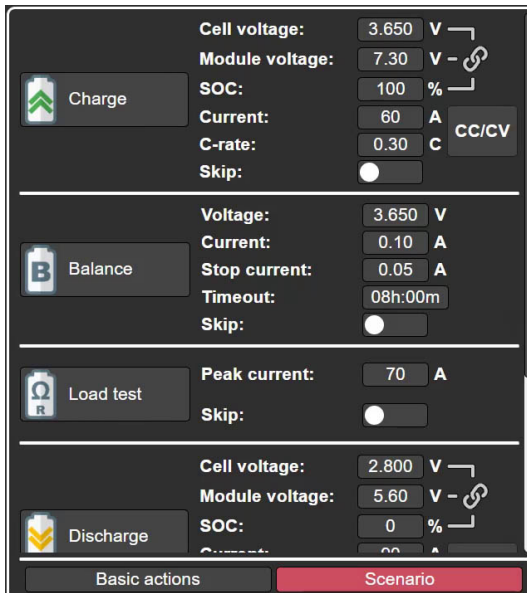 Cell voltage: 3.650 V
Module voltage: 7.30 V
Charge SOC: 100 %
Current: 60 A
C-rate: 0.30 C CC/CV
Skip:
Voltage: 3.650 V
Current: 0.10 A
B Balance Stop current: 0.05 A
Timeout: 08h:00m
Skip:
Peak current: 70 A
Ω R Load test
Skip:
Cell voltage: 2.800 V
Module voltage: 5.60 V
Discharge SOC: 0 %
Basic actions Scenario